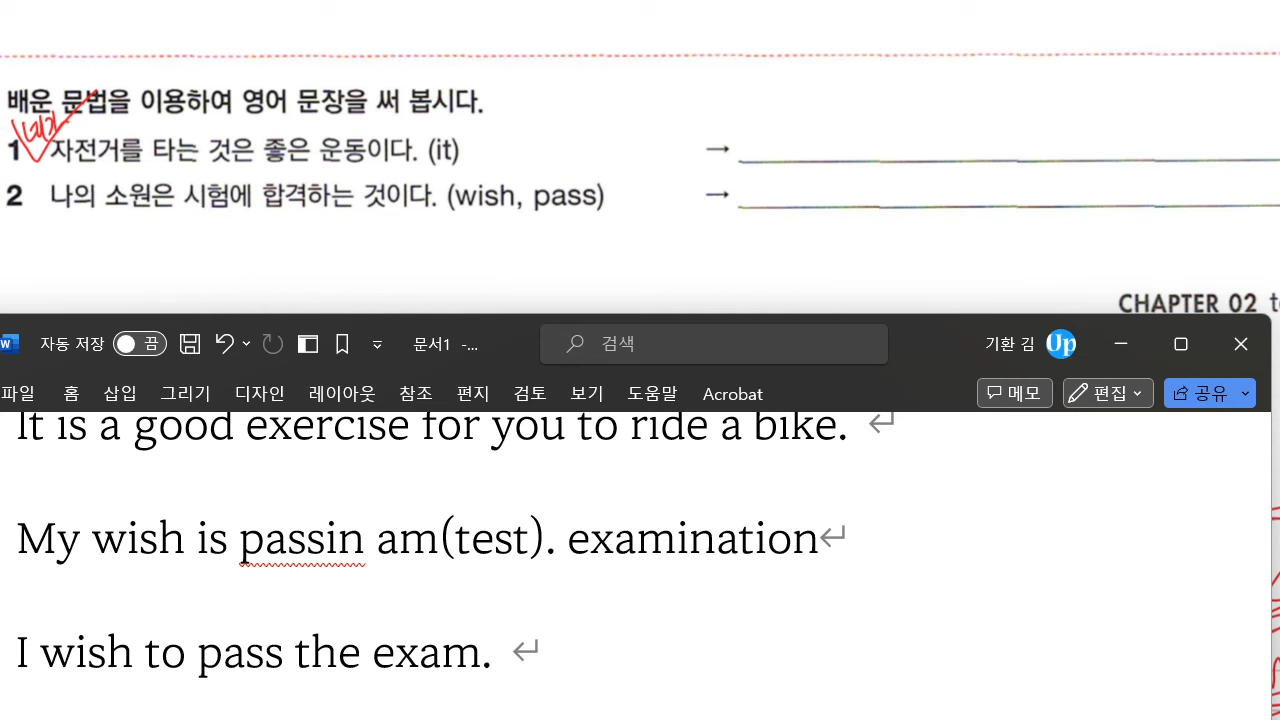 배운 문법을 이용하여 영어 문장을 써 봅시다.
1 자전거를 타는 것은 좋은 운동이다. (it) →
2 나의 소원은 시험에 합격하는 것이다. (wish, pass) →
CHAPTER 02
자동 저장 끔 문서1 -... 검색 기환 김 Up
파일 홈 삽입 그리기 디자인 레이아웃 참조 편지 검토 보기 도움말 Acrobat 메모 편집 공유
It is a good exercise for you to ride a bike.
My wish is passin am(test). examination
I wish to pass the exam.